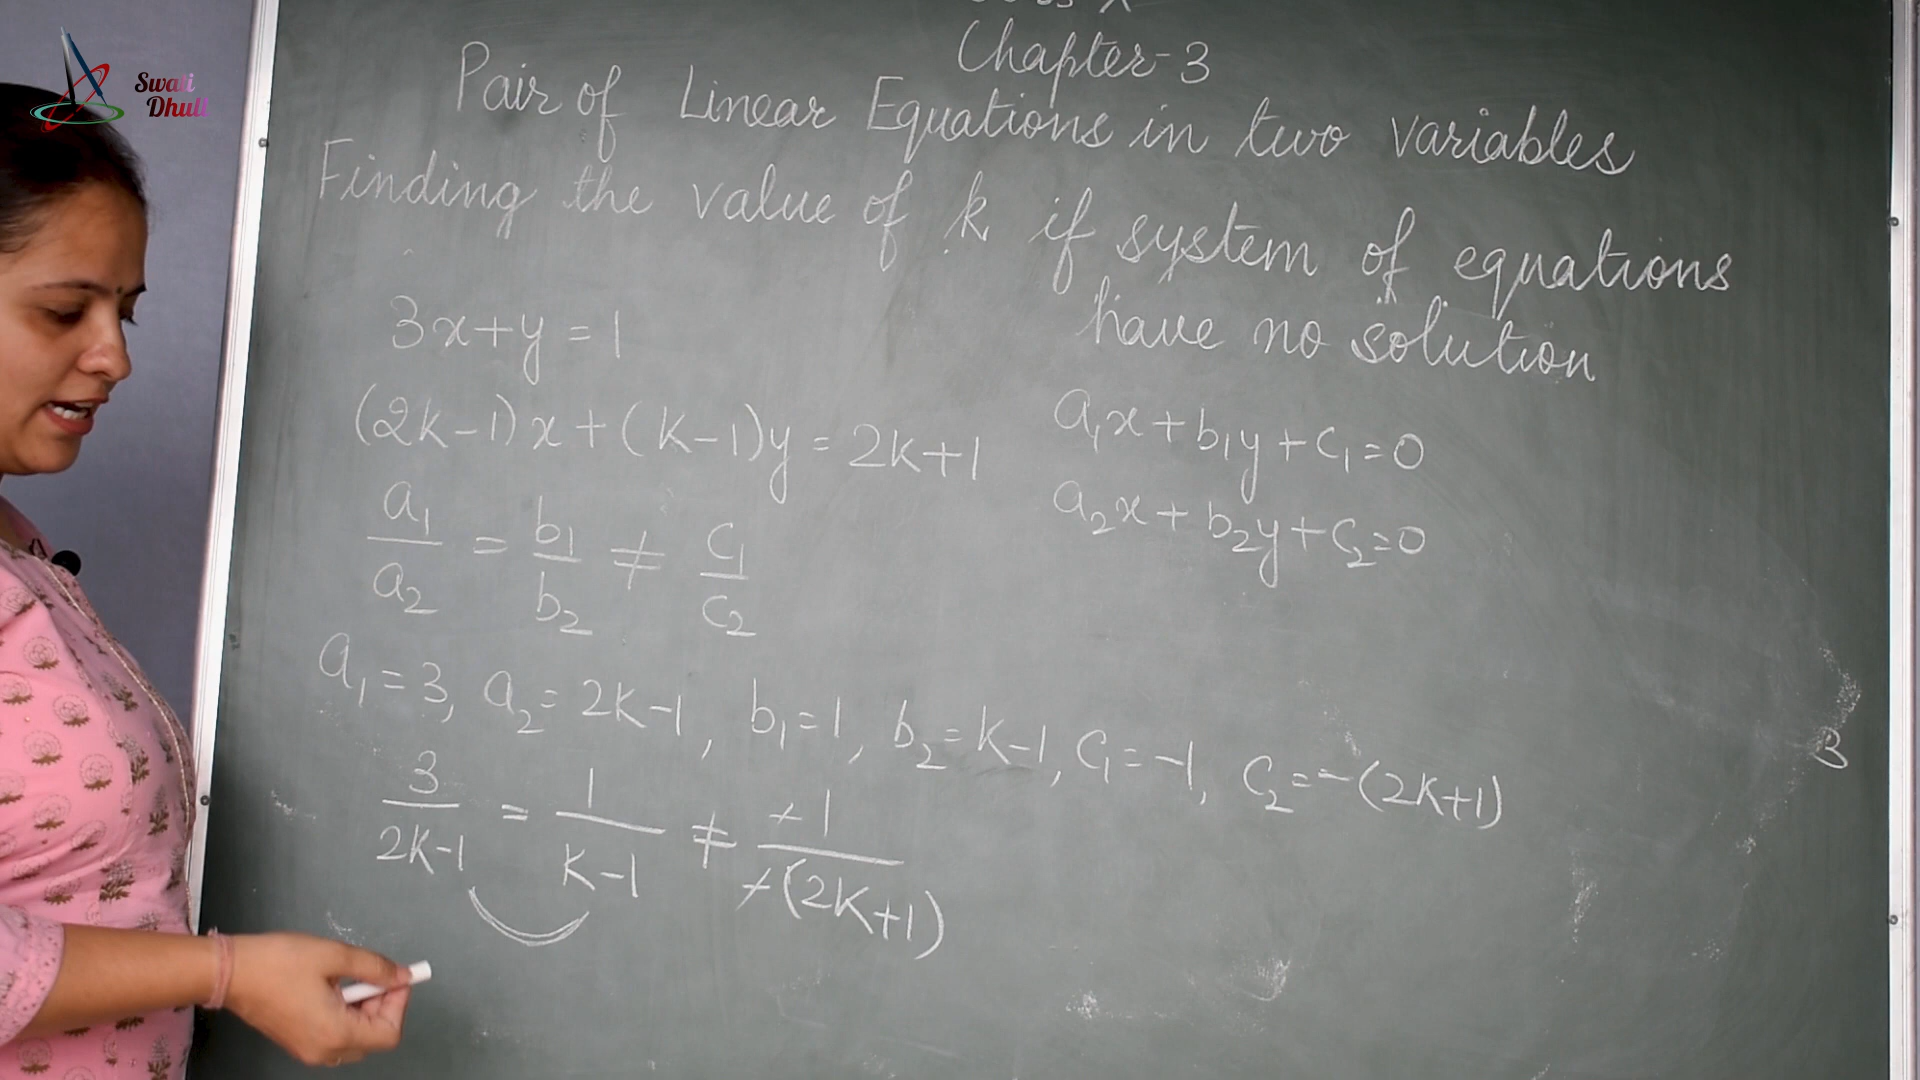 Swati
Dhull
Chapter-3
Pair of Linear Equations in two variables
Finding the value of k if system of equations
have no solution
3x+y=1
(2k-1)x+(k-1)y=2k+1
a₁x+b₁y+c₁=0
a₂x+b₂y+c₂=0
a₁/a₂ = b₁/b₂ ≠ c₁/c₂
a₁=3, a₂=2k-1, b₁=1, b₂=k-1, c₁=-1, c₂=-(2k+1)
3/(2k-1) = 1/(k-1) ≠ -1/-(2k+1)